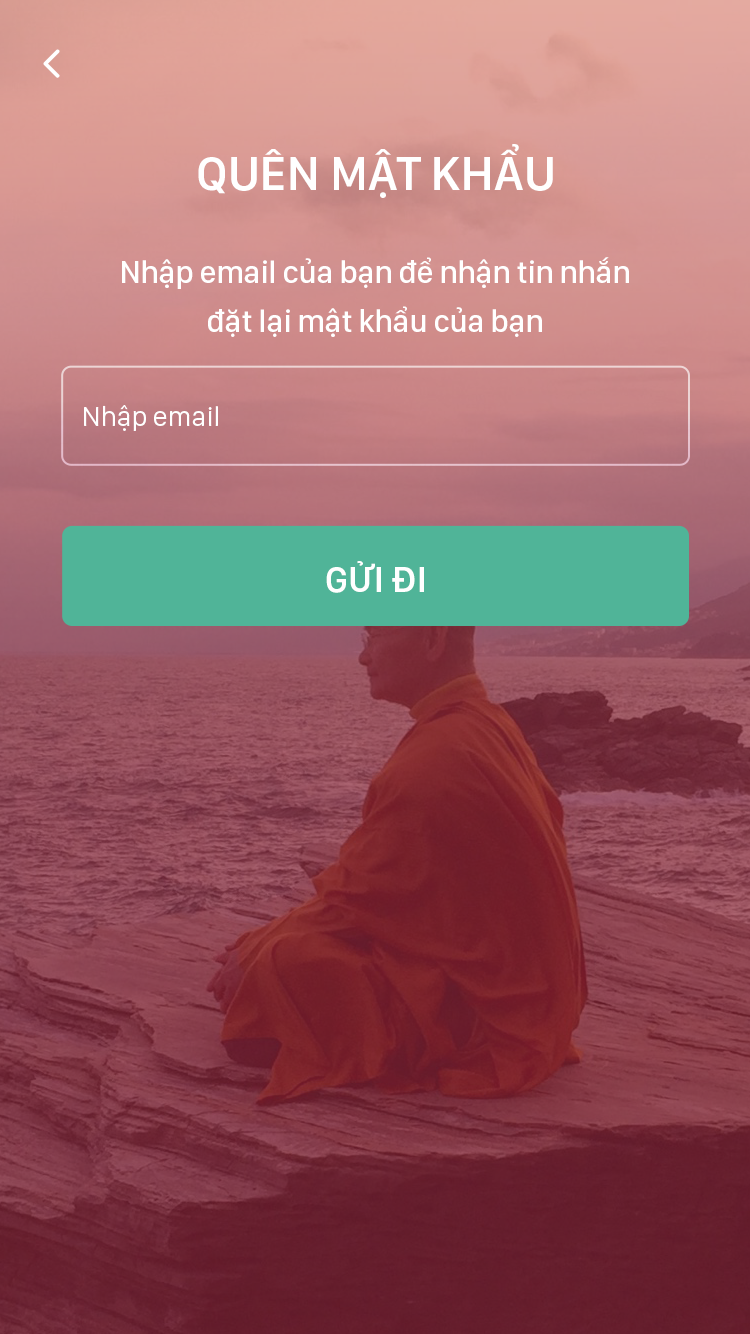 QUÊN MẬT KHẨU
Nhập email của bạn để nhận tin nhắn
đặt lại mật khẩu của bạn
Nhập email
GỬI ĐI